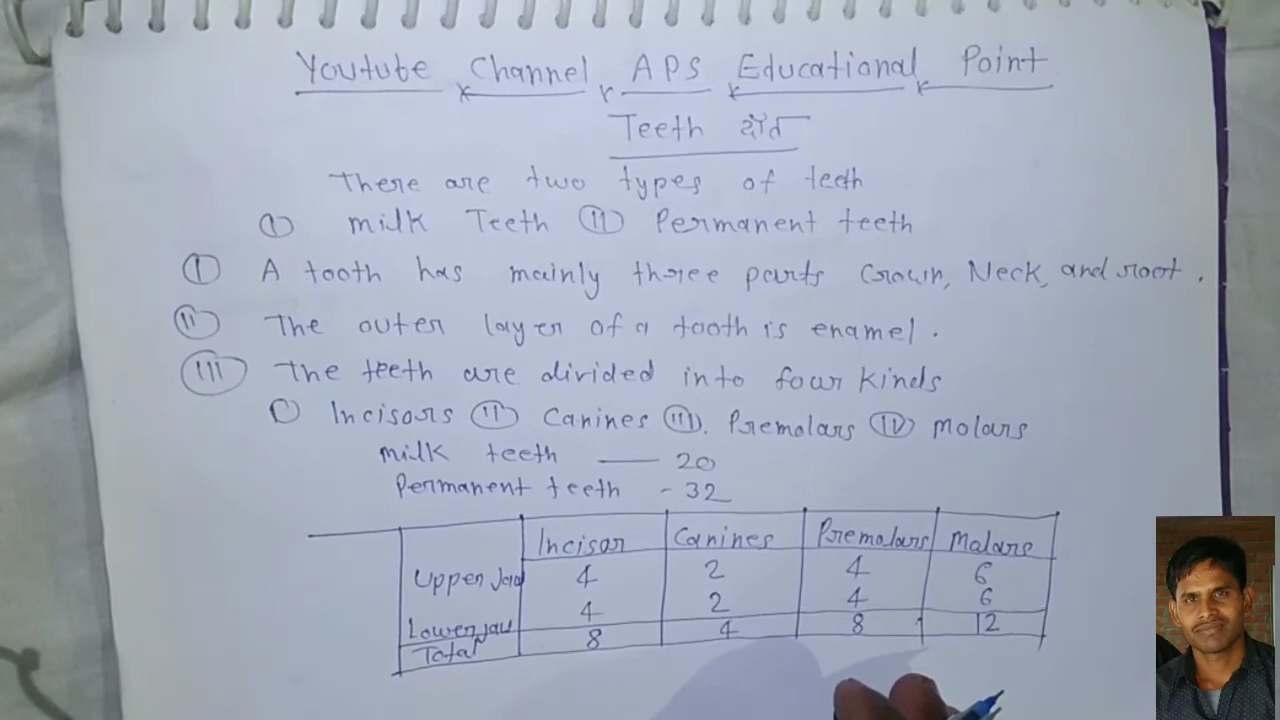 Youtube Channel APS Educational Point
Teeth दाँत
There are two types of teeth
(I) milk Teeth (II) Permanent teeth
(I) A tooth has mainly three parts Crown, Neck, and root.
(II) The outer layer of a tooth is enamel.
(III) The teeth are divided into four kinds
(I) Incisors (II) Canines (III). Premolars (IV) molars
milk teeth — 20
Permanent teeth - 32
Incisor Canines Premolars Molars
Upper Jaw 4 2 4 6
Lower jaw 4 2 4 6
Total 8 4 8 12